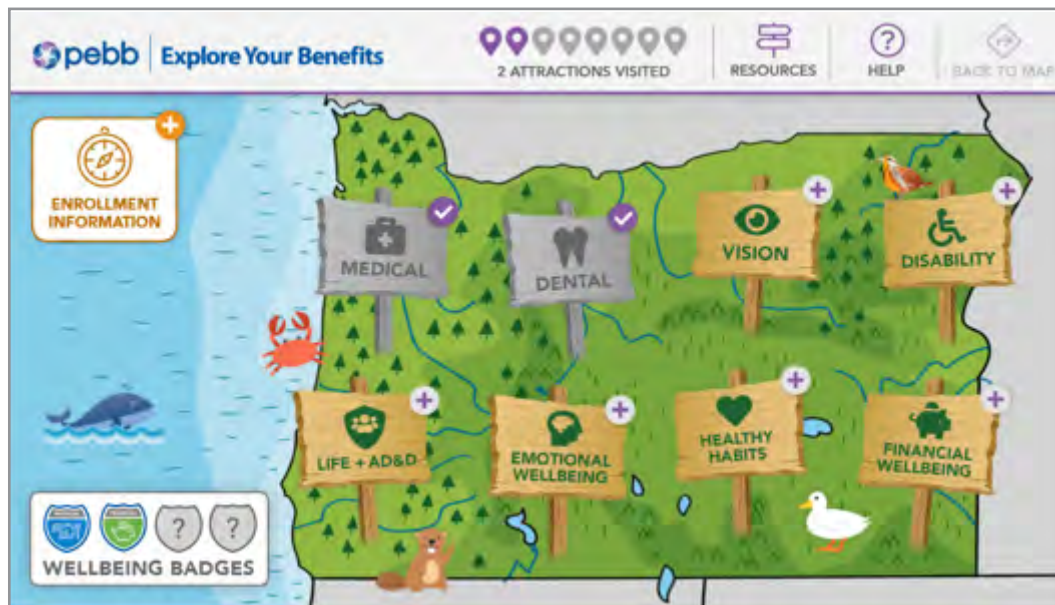 pebb
Explore Your Benefits
2 ATTRACTIONS VISITED
RESOURCES
?
HELP
BACK TO MAP
ENROLLMENT
INFORMATION
MEDICAL
DENTAL
VISION
DISABILITY
LIFE + AD&D
EMOTIONAL
WELLBEING
HEALTHY
HABITS
FINANCIAL
WELLBEING
? ?
WELLBEING BADGES